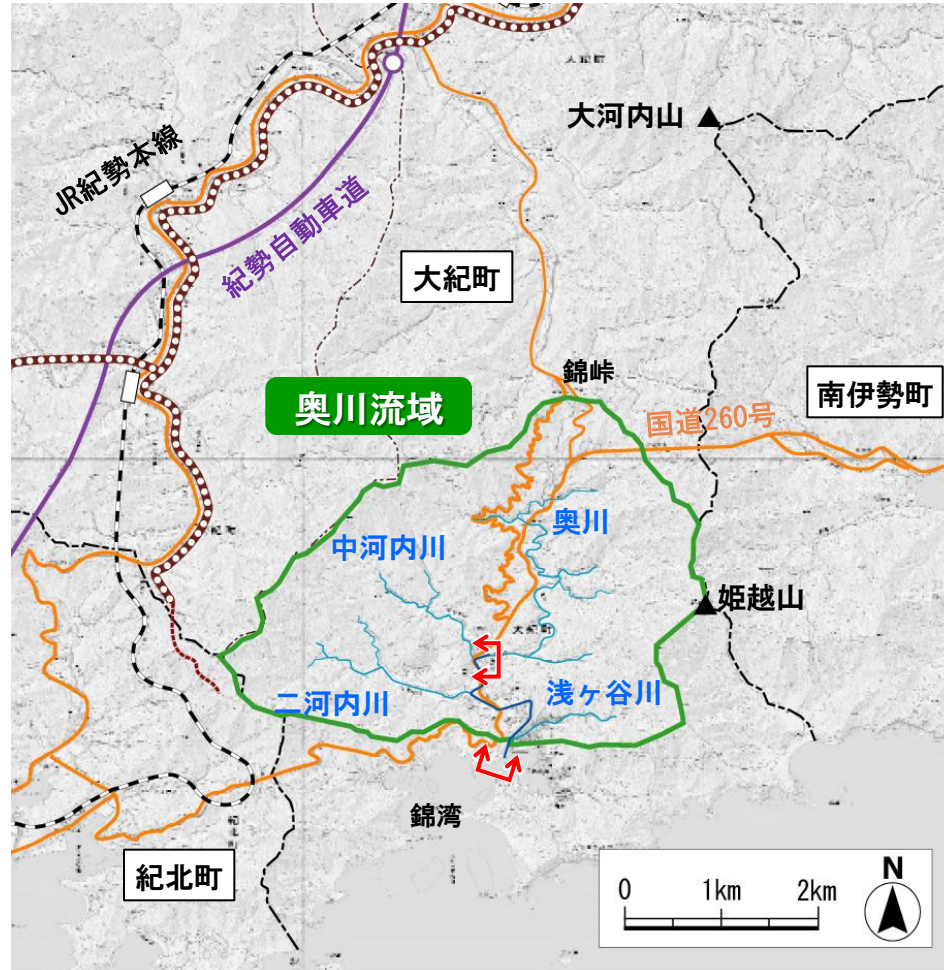 大河内山
JR紀勢本線
紀勢自動車道
大紀町
錦峠
南伊勢町
奥川流域
国道260号
奥川
中河内川
姫越山
大紀町
浅ヶ谷川
二河内川
錦湾
紀北町
0 1km 2km
N